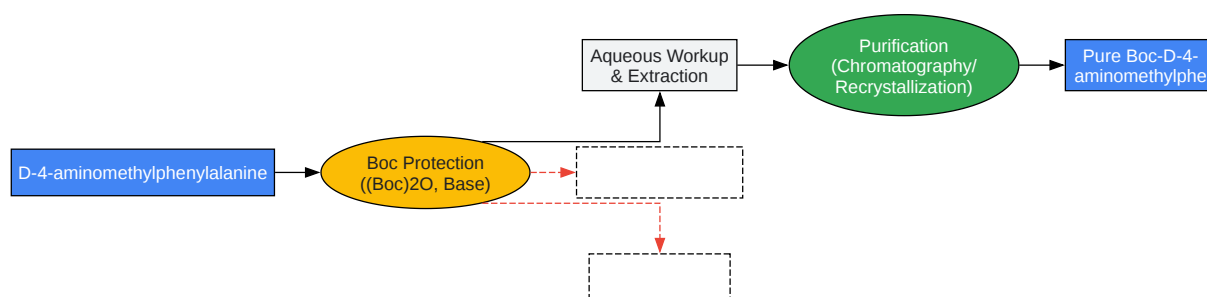 D-4-aminomethylphenylalanine
Boc Protection
((Boc)2O, Base)
Aqueous Workup
& Extraction
Purification
(Chromatography/
Recrystallization)
Pure Boc-D-4-
aminomethylphe